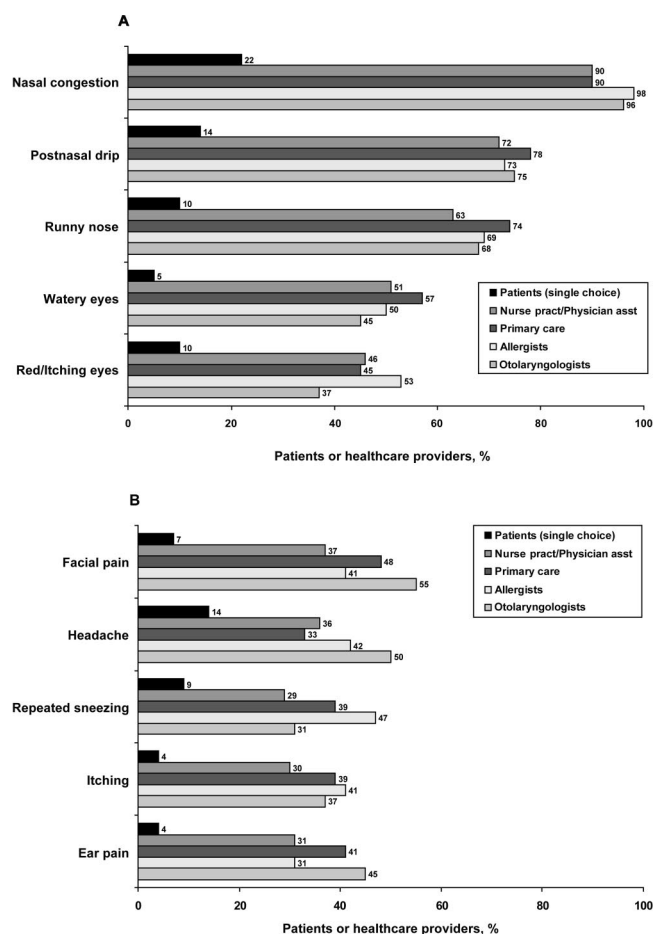 A
Nasal congestion
22
90
90
98
96
Postnasal drip
14
72
78
73
75
Runny nose
10
63
74
69
68
Watery eyes
5
51
57
50
45
Red/Itching eyes
10
46
45
53
37
Patients (single choice)
Nurse pract/Physician asst
Primary care
Allergists
Otolaryngologists
0 20 40 60 80 100
Patients or healthcare providers, %
B
Facial pain
7
37
48
41
55
Headache
14
36
33
42
50
Repeated sneezing
9
29
39
47
31
Itching
4
30
39
41
37
Ear pain
4
31
41
31
45
Patients (single choice)
Nurse pract/Physician asst
Primary care
Allergists
Otolaryngologists
0 20 40 60 80 100
Patients or healthcare providers, %